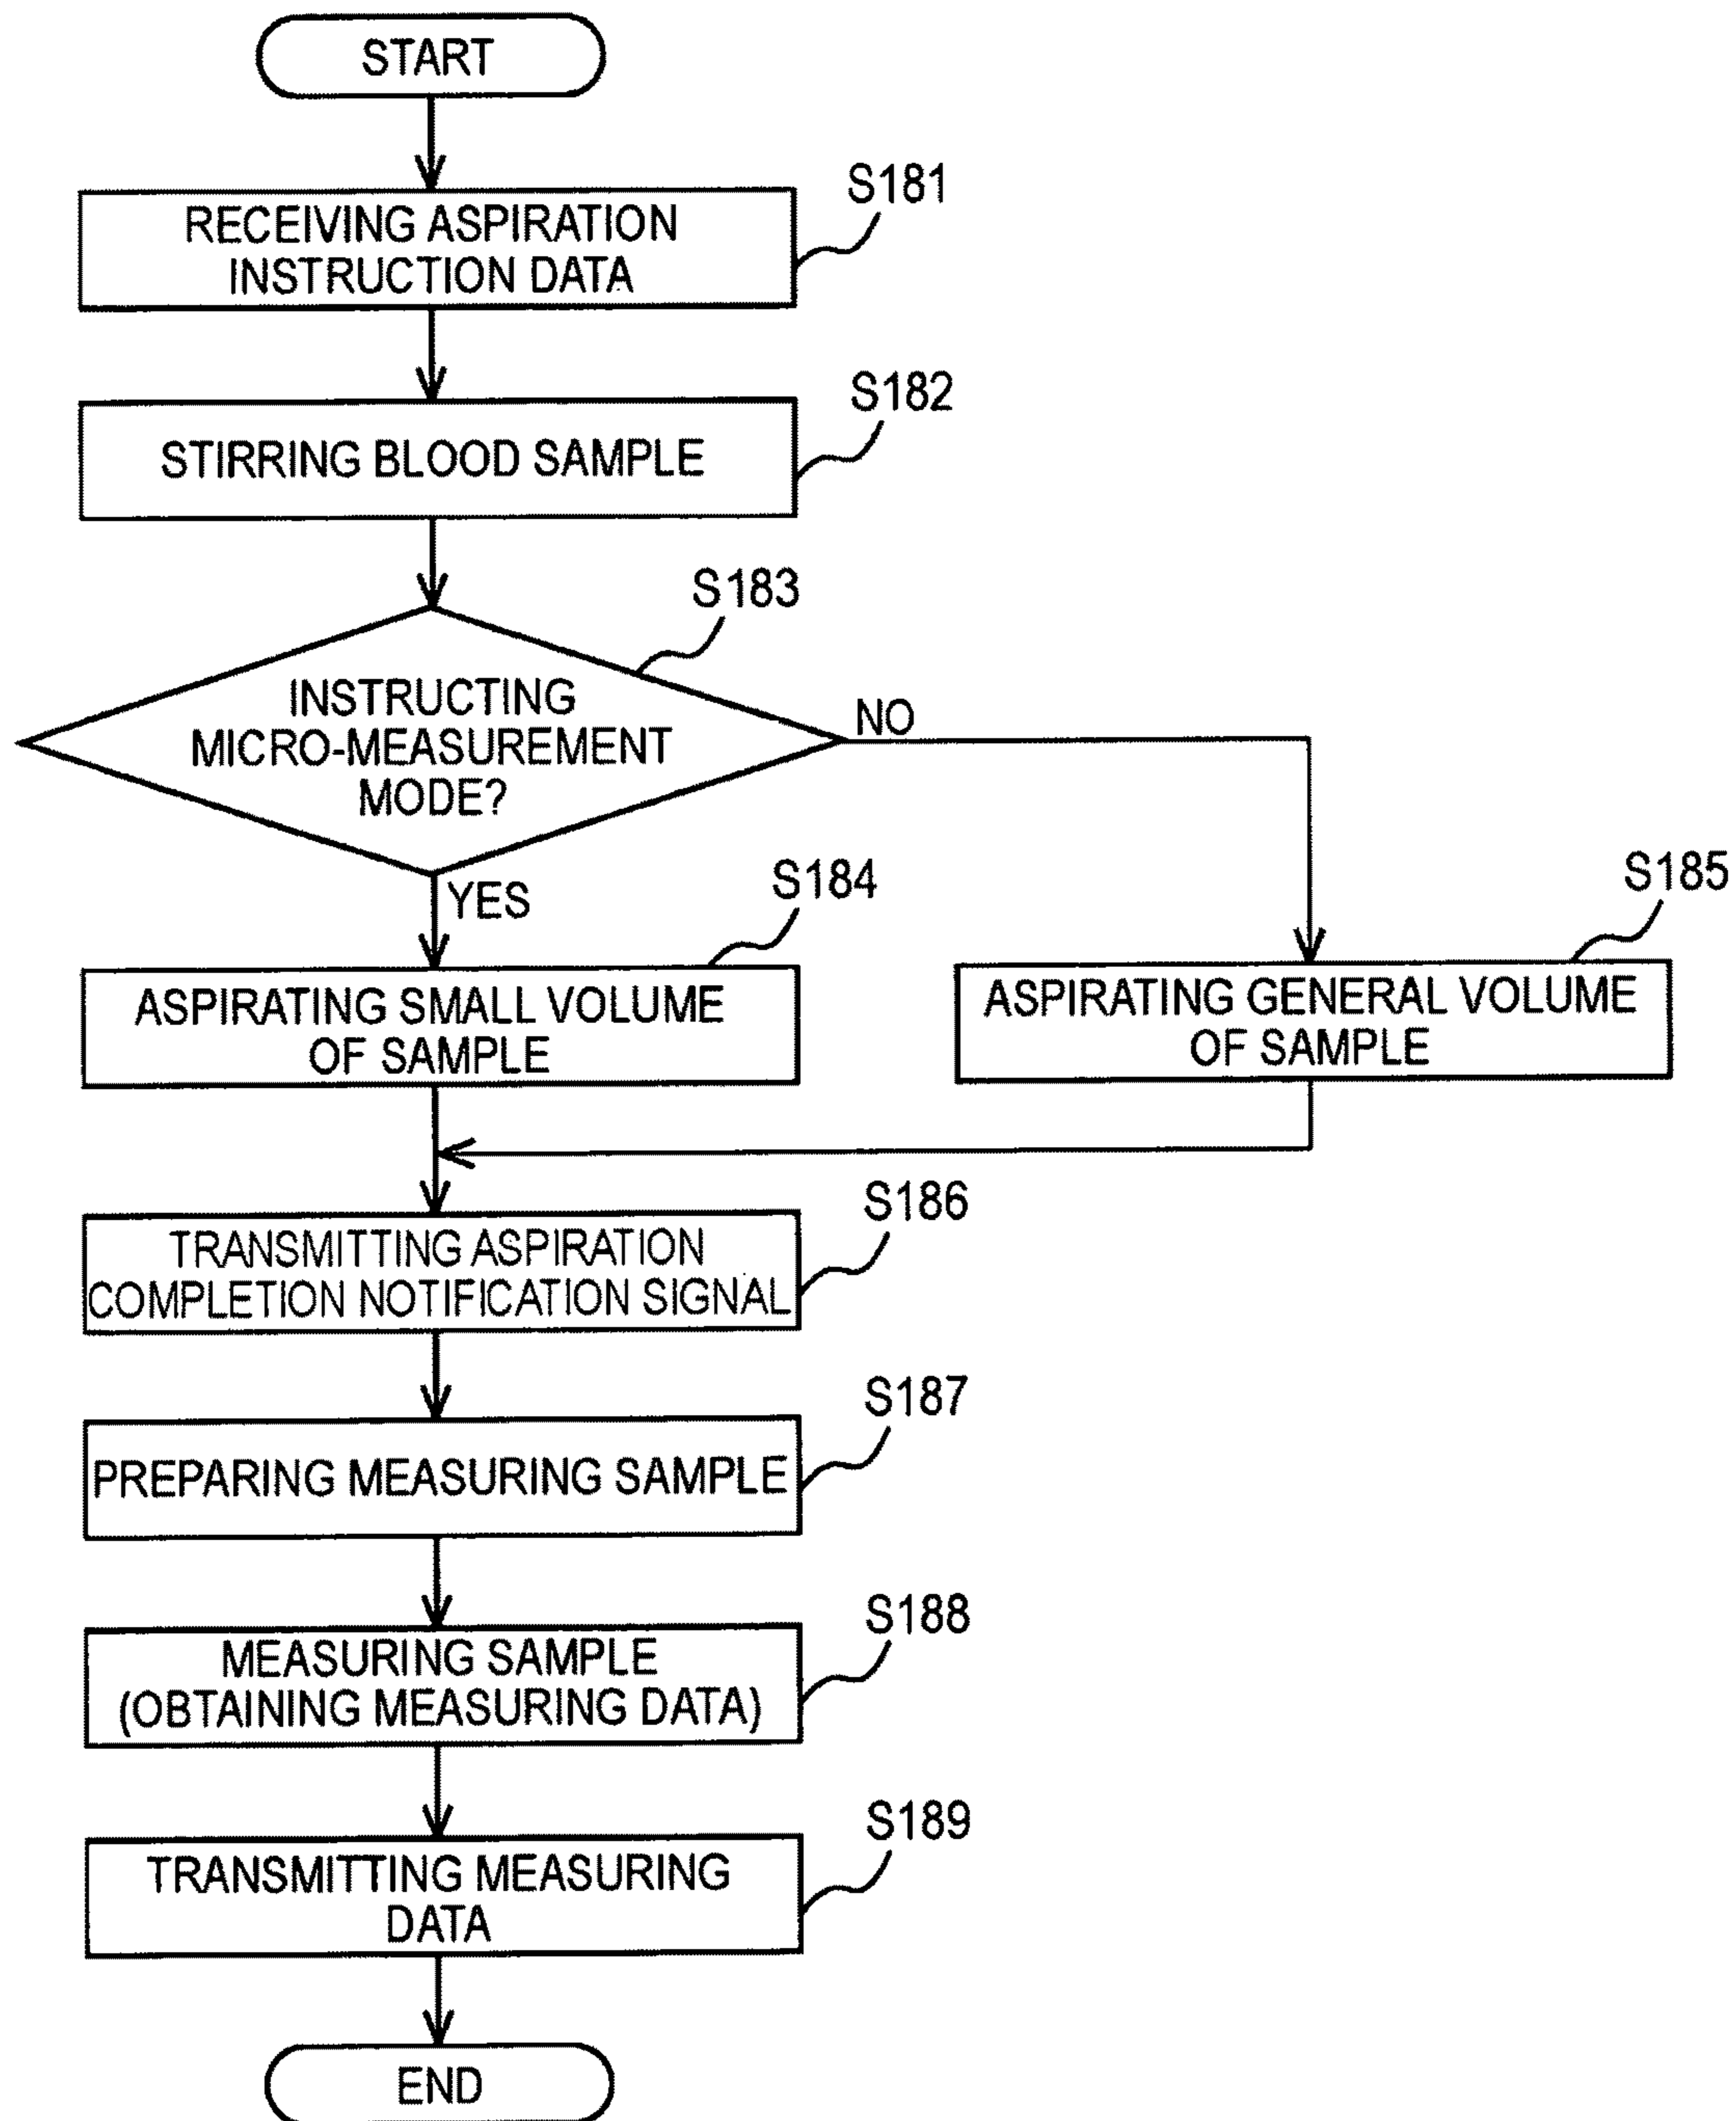 START
S181
RECEIVING ASPIRATION
INSTRUCTION DATA
S182
STIRRING BLOOD SAMPLE
S183
INSTRUCTING
MICRO-MEASUREMENT
MODE?
NO
YES
S184
ASPIRATING SMALL VOLUME
OF SAMPLE
S185
ASPIRATING GENERAL VOLUME
OF SAMPLE
S186
TRANSMITTING ASPIRATION
COMPLETION NOTIFICATION SIGNAL
S187
PREPARING MEASURING SAMPLE
S188
MEASURING SAMPLE
(OBTAINING MEASURING DATA)
S189
TRANSMITTING MEASURING
DATA
END